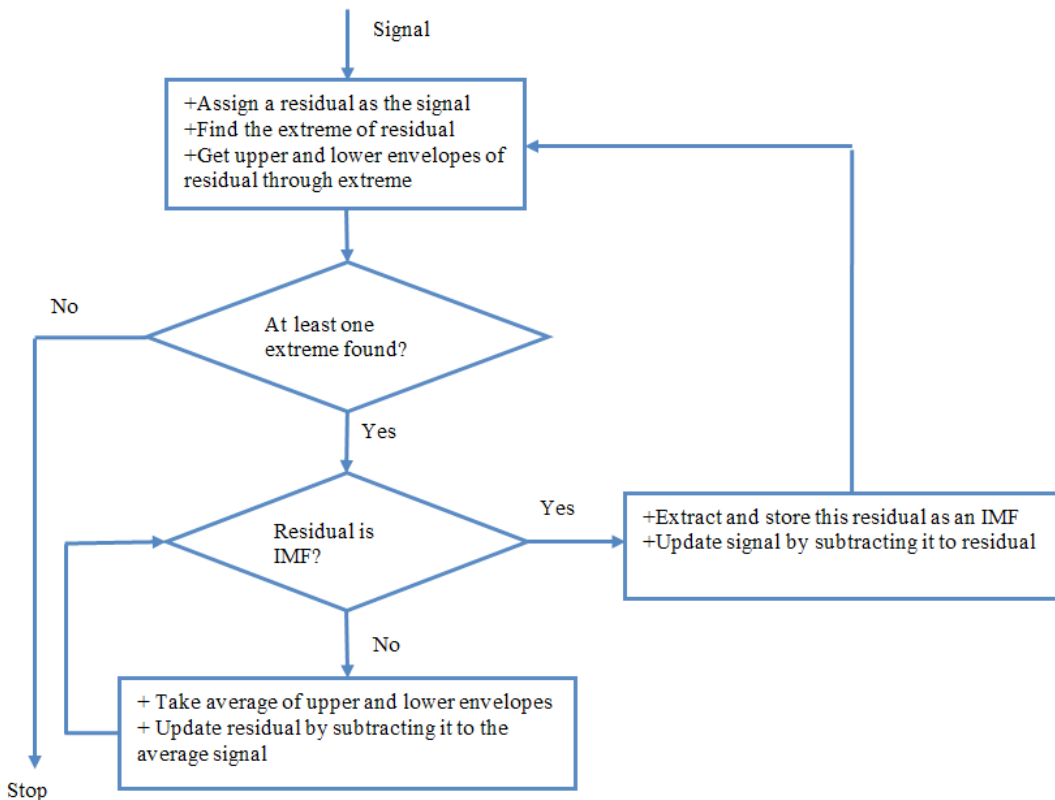 Signal
+Assign a residual as the signal
+Find the extreme of residual
+Get upper and lower envelopes of
residual through extreme
No
At least one
extreme found?
Yes
Residual is
IMF?
Yes
+Extract and store this residual as an IMF
+Update signal by subtracting it to residual
No
+ Take average of upper and lower envelopes
+ Update residual by subtracting it to the
average signal
Stop